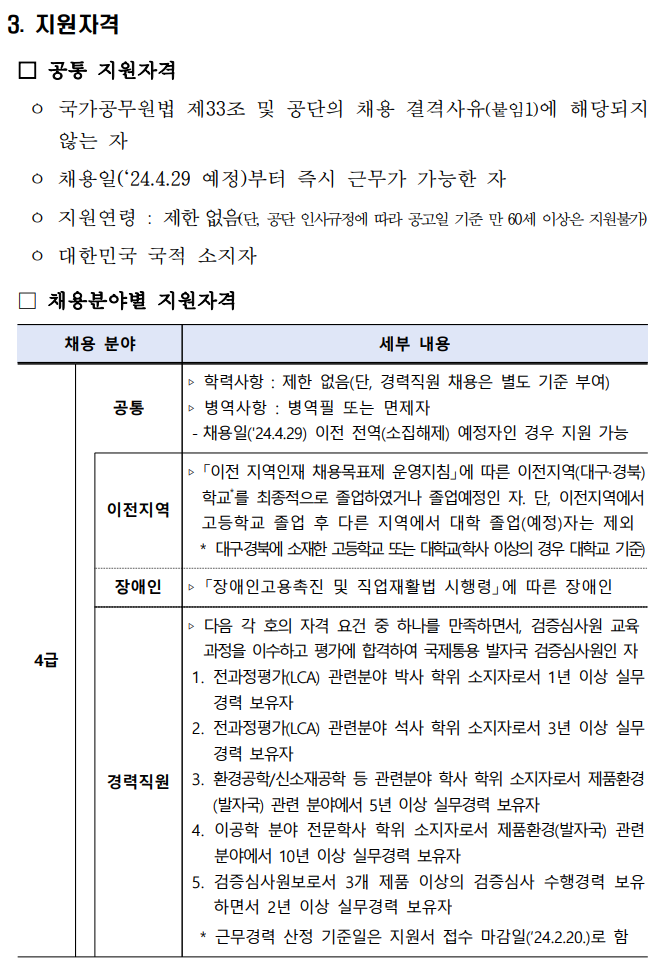 3. 지원자격
□ 공통 지원자격
ㅇ 국가공무원법 제33조 및 공단의 채용 결격사유(붙임1)에 해당되지
않는 자
ㅇ 채용일(‘24.4.29 예정)부터 즉시 근무가 가능한 자
ㅇ 지원연령 : 제한 없음(단, 공단 인사규정에 따라 공고일 기준 만 60세 이상은 지원불가)
ㅇ 대한민국 국적 소지자
□ 채용분야별 지원자격
채용 분야 세부 내용
4급
공통
▹ 학력사항 : 제한 없음(단, 경력직원 채용은 별도 기준 부여)
▹ 병역사항 : 병역필 또는 면제자
- 채용일(‘24.4.29) 이전 전역(소집해제) 예정자인 경우 지원 가능
이전지역
▹ 「이전 지역인재 채용목표제 운영지침」에 따른 이전지역(대구·경북)
학교*를 최종적으로 졸업하였거나 졸업예정인 자. 단, 이전지역에서
고등학교 졸업 후 다른 지역에서 대학 졸업(예정)자는 제외
* 대구경북에 소재한 고등학교 또는 대학교(학사 이상의 경우 대학교 기준)
장애인
▹ 「장애인고용촉진 및 직업재활법 시행령」에 따른 장애인
경력직원
▹ 다음 각 호의 자격 요건 중 하나를 만족하면서, 검증심사원 교육
과정을 이수하고 평가에 합격하여 국제통용 발자국 검증심사원인 자
1. 전과정평가(LCA) 관련분야 박사 학위 소지자로서 1년 이상 실무
경력 보유자
2. 전과정평가(LCA) 관련분야 석사 학위 소지자로서 3년 이상 실무
경력 보유자
3. 환경공학/신소재공학 등 관련분야 학사 학위 소지자로서 제품환경
(발자국) 관련 분야에서 5년 이상 실무경력 보유자
4. 이공학 분야 전문학사 학위 소지자로서 제품환경(발자국) 관련
분야에서 10년 이상 실무경력 보유자
5. 검증심사원보로서 3개 제품 이상의 검증심사 수행경력 보유
하면서 2년 이상 실무경력 보유자
* 근무경력 산정 기준일은 지원서 접수 마감일(‘24.2.20.)로 함